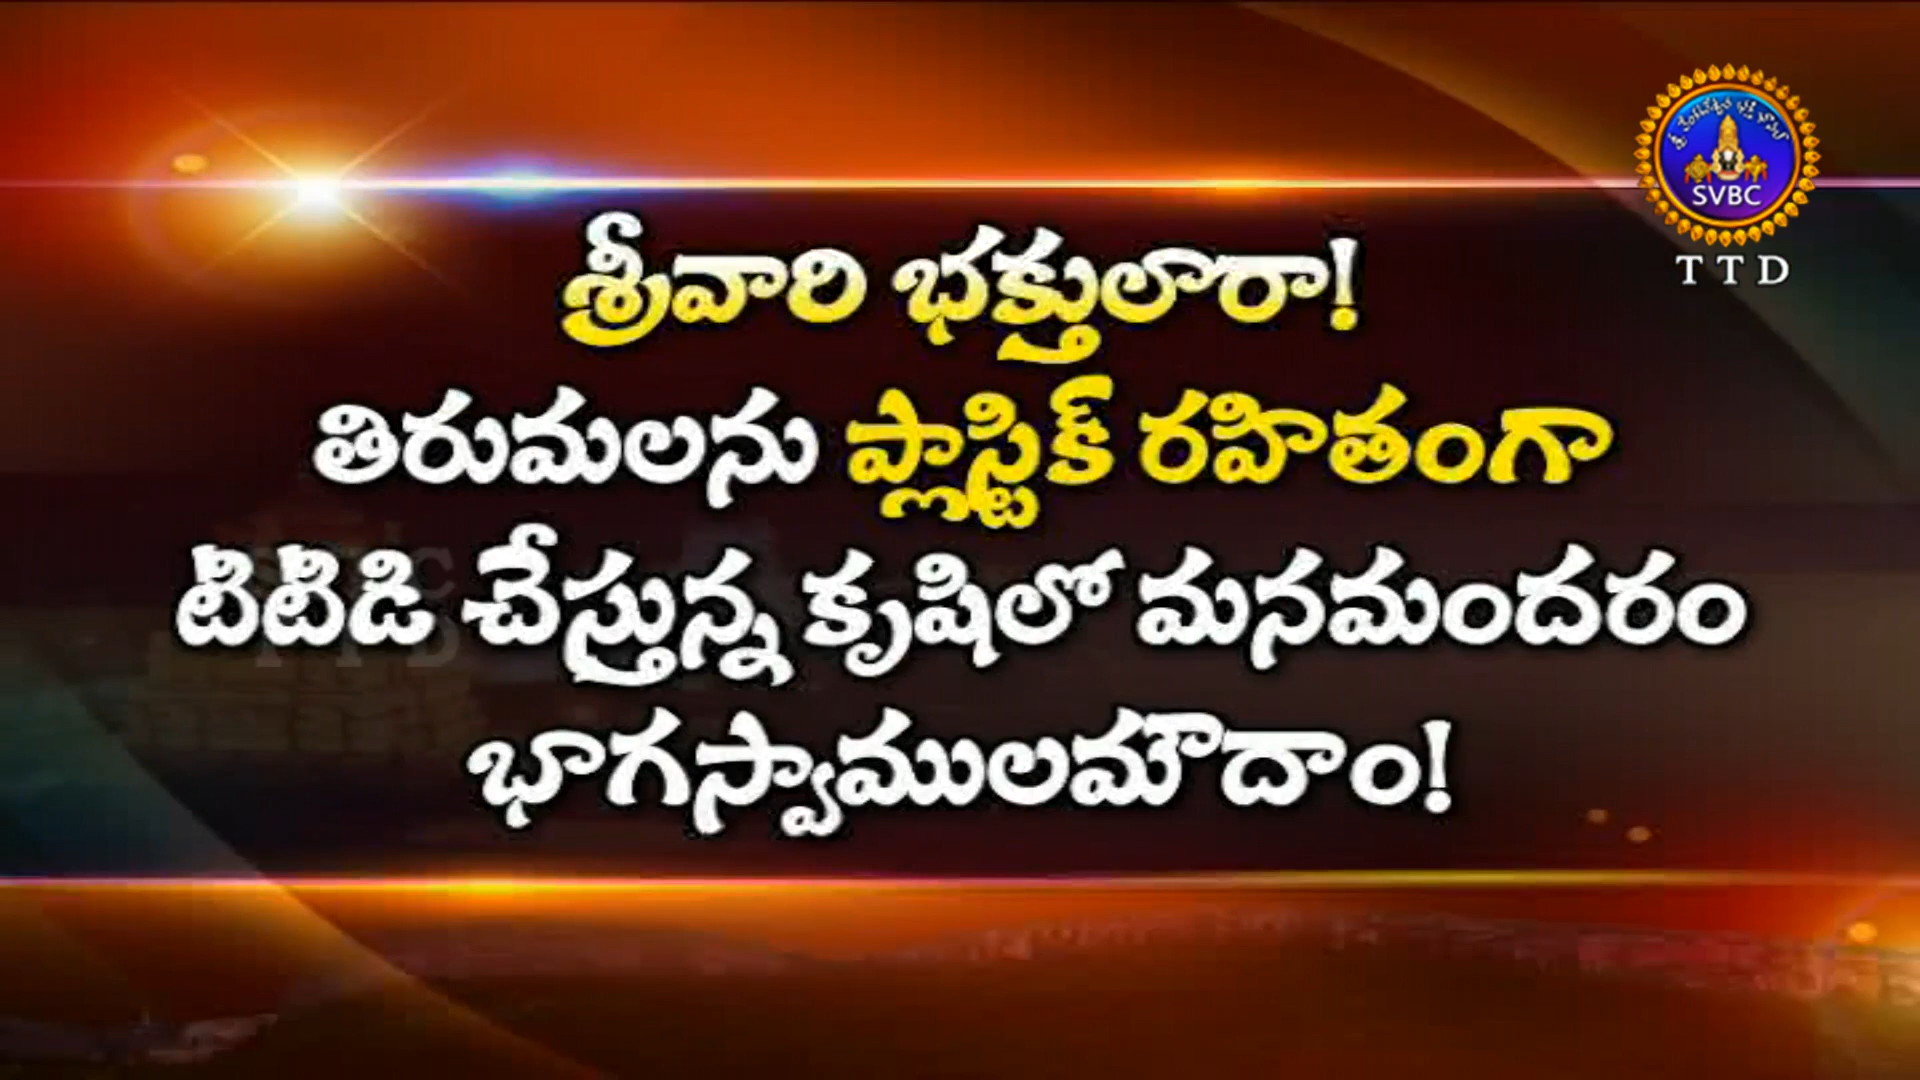 శ్రీవారి భక్తులారా!
తిరుమలను ప్లాస్టిక్ రహితంగా
టిటిడి చేస్తున్న కృషిలో మనమందరం
భాగస్వాములమౌదాం!
SVBC
TTD